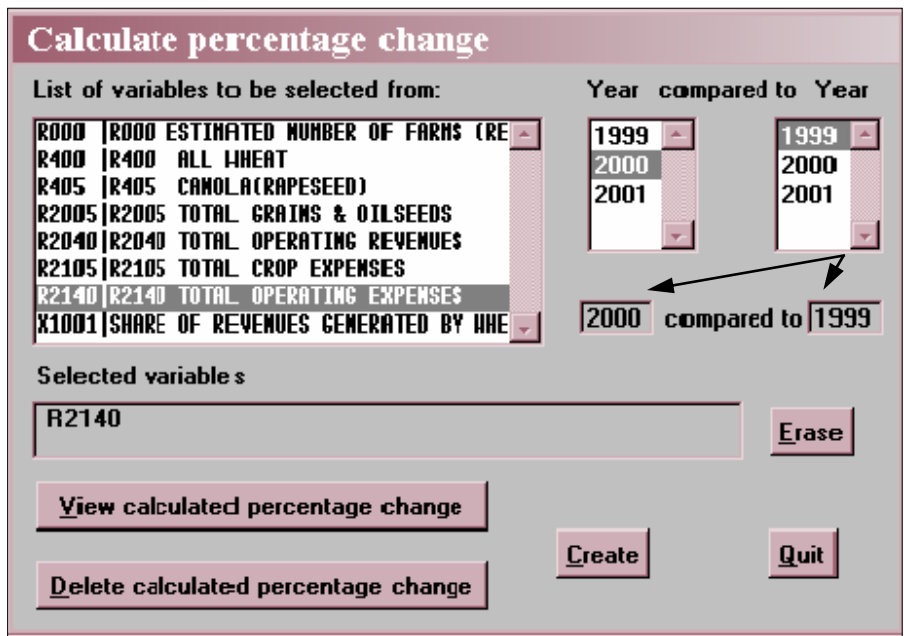 Calculate percentage change
List of variables to be selected from:
Year compared to Year
R000 |R000 ESTIMATED NUMBER OF FARMS (RE
R400 |R400 ALL WHEAT
R405 |R405 CANOLA(RAPESEED)
R2005|R2005 TOTAL GRAINS & OILSEEDS
R2040|R2040 TOTAL OPERATING REVENUES
R2105|R2105 TOTAL CROP EXPENSES
R2140|R2140 TOTAL OPERATING EXPENSES
X1001|SHARE OF REVENUES GENERATED BY WHE
1999
2000
2001
1999
2000
2001
2000 compared to 1999
Selected variables
R2140
Erase
View calculated percentage change
Create
Quit
Delete calculated percentage change